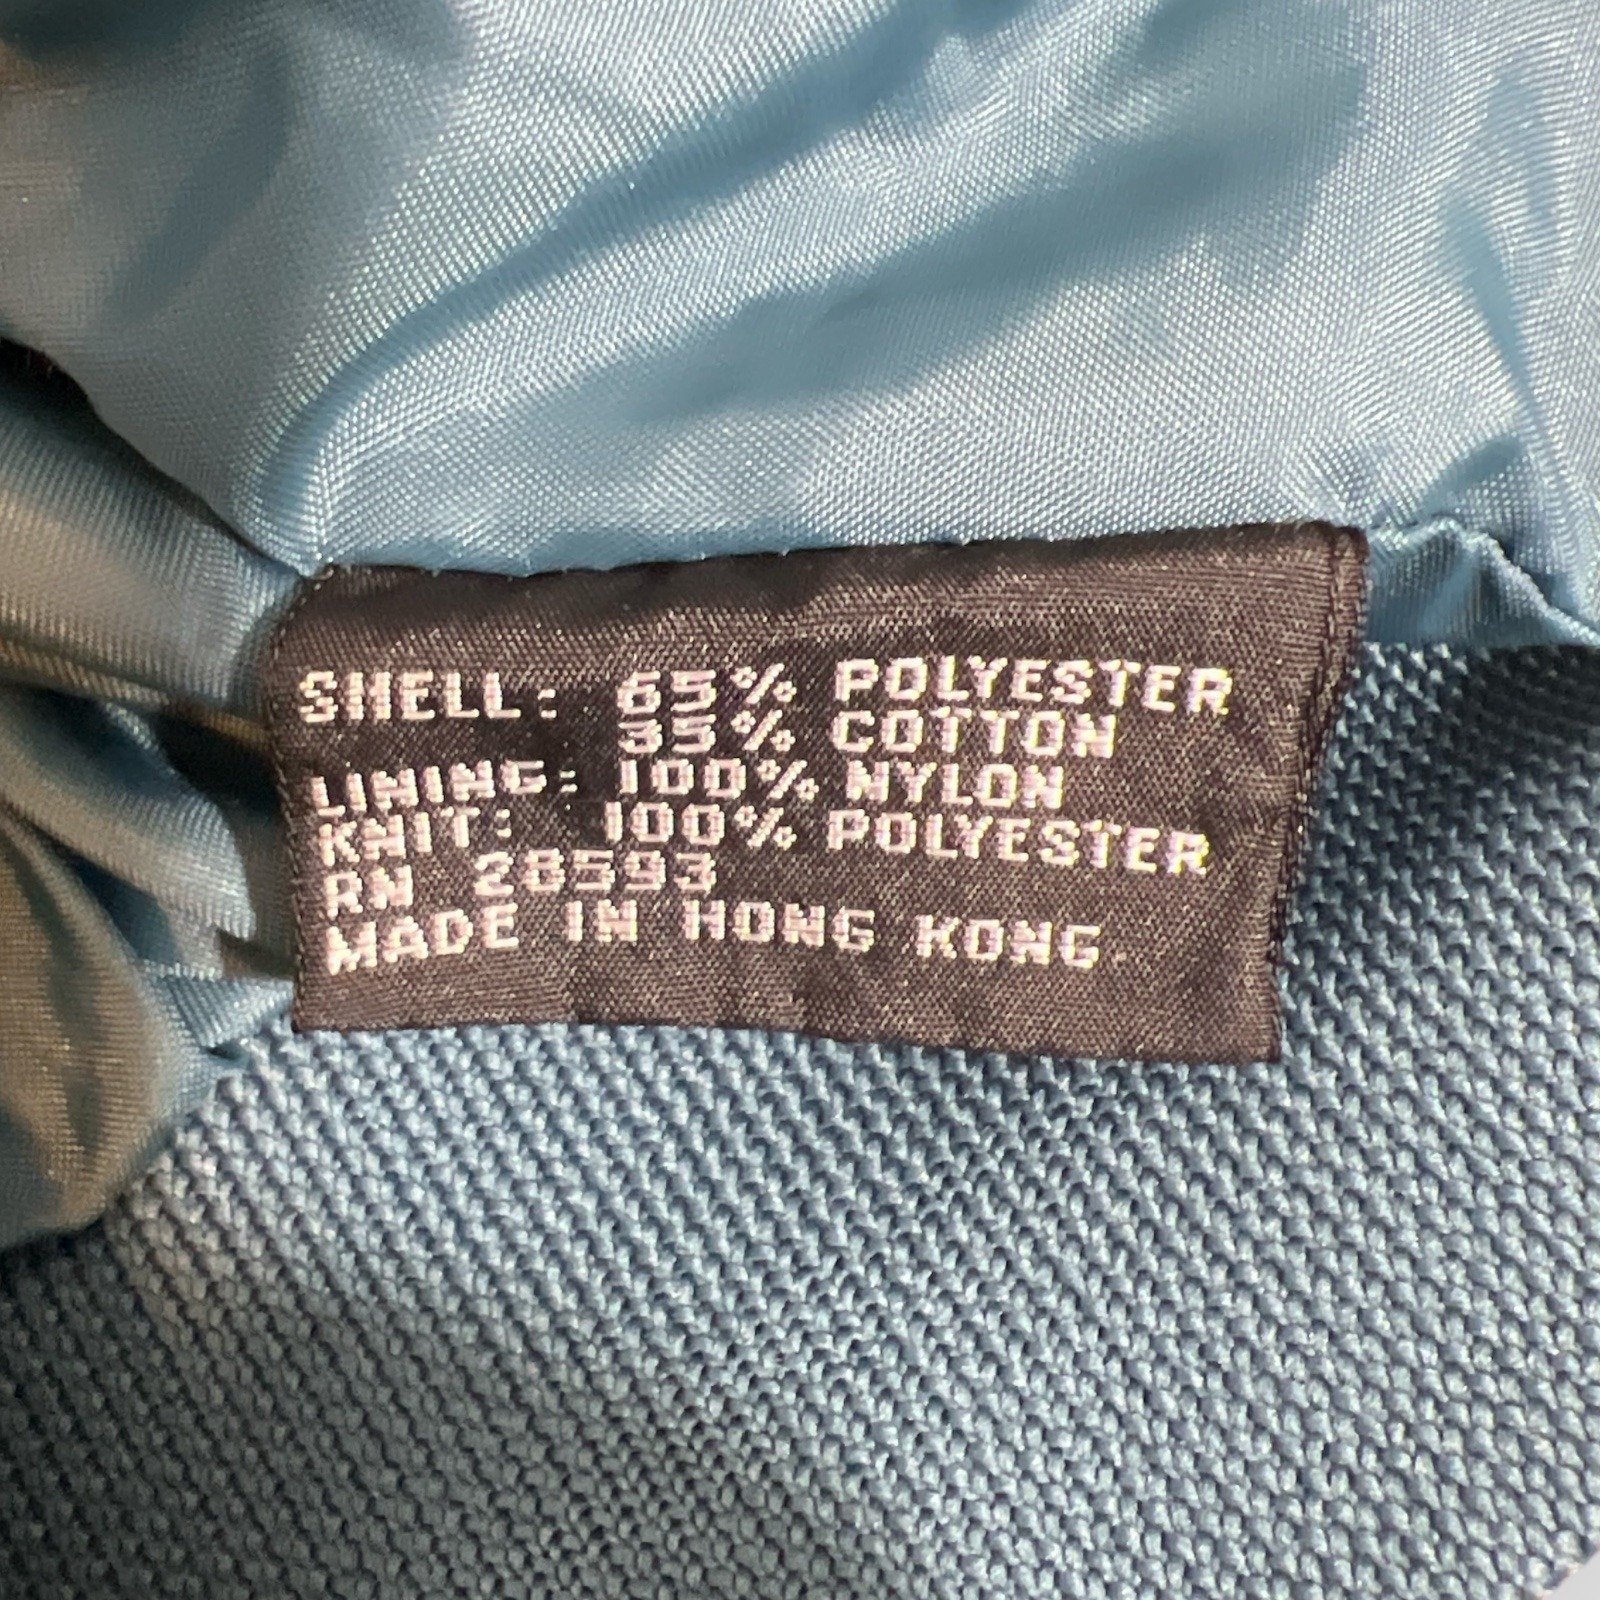 SHELL: 65% POLYESTER
35% COTTON
LINING: 100% NYLON
KNIT: 100% POLYESTER
RN 28593
MADE IN HONG KONG